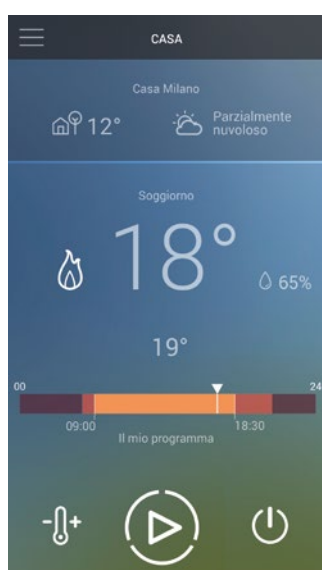 CASA
Casa Milano
12°
Parzialmente
nuvoloso
Soggiorno
18°
65%
19°
00 24
09:00 18:30
Il mio programma
- +